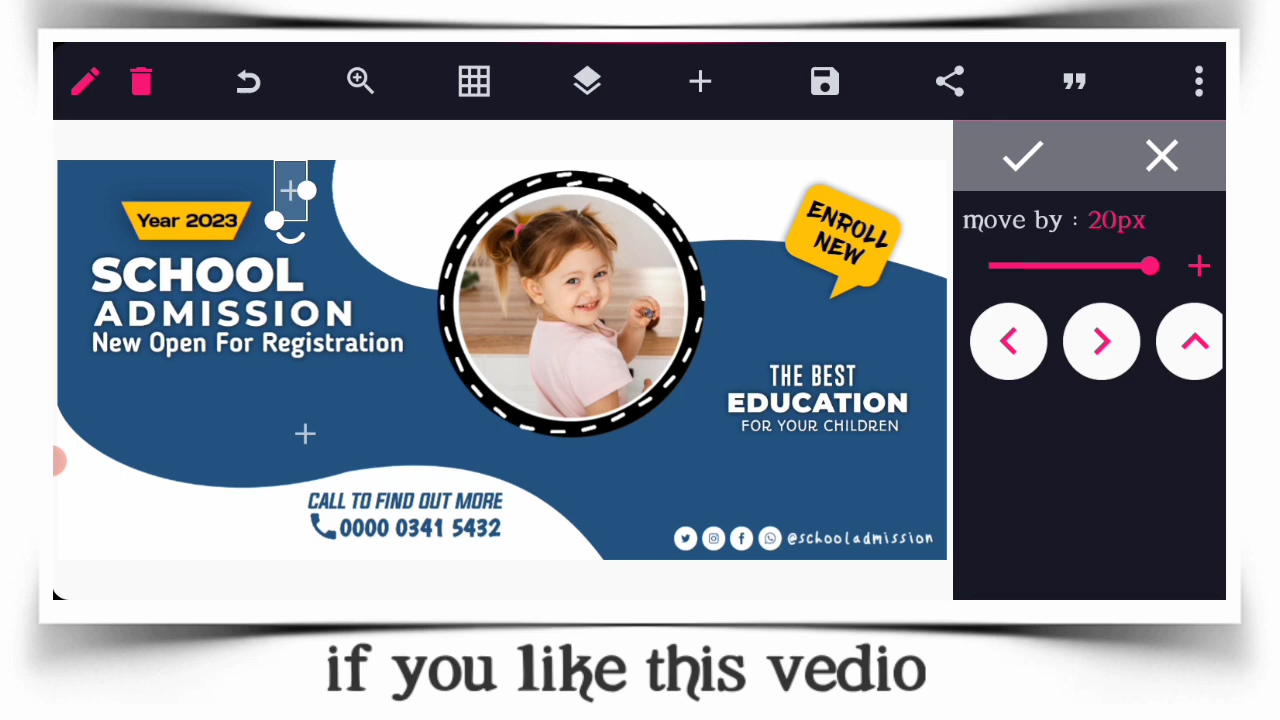 Year 2023
SCHOOL
ADMISSION
New Open For Registration
ENROLL
NEW
THE BEST
EDUCATION
FOR YOUR CHILDREN
CALL TO FIND OUT MORE
0000 0341 5432
@schooladmission
move by : 20px
if you like this vedio